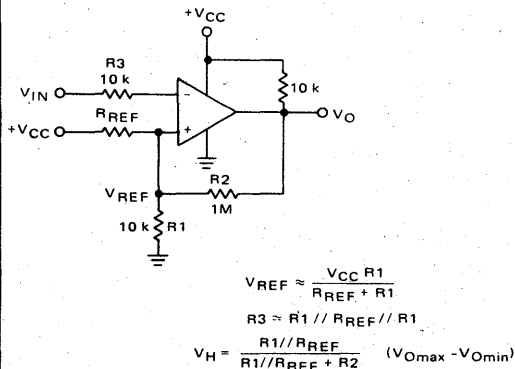 +VCC
R3
10 k
10 k
VIN
−
VO
RREF
+VCC
+
VREF
R2
1M
10 k R1
VREF ≈ VCC R1 / RREF + R1
R3 ≃ R1 // RREF // R1
VH = R1//RREF / R1//RREF + R2 (VOmax -VOmin)